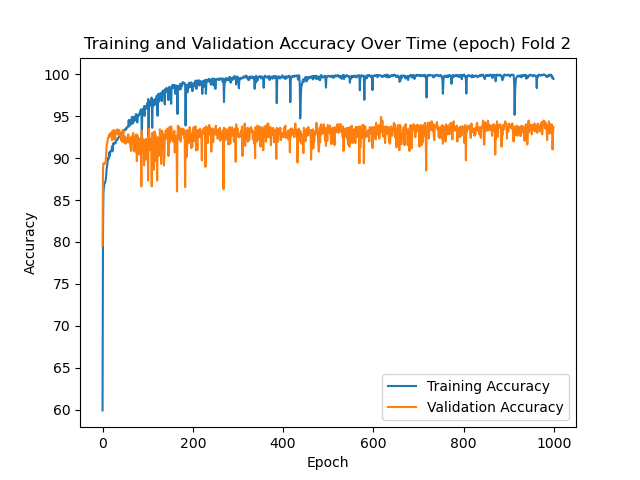 Training and Validation Accuracy Over Time (epoch) Fold 2
100
95
90
85
80
75
70
65
60
Accuracy
0 200 400 600 800 1000
Epoch
Training Accuracy
Validation Accuracy